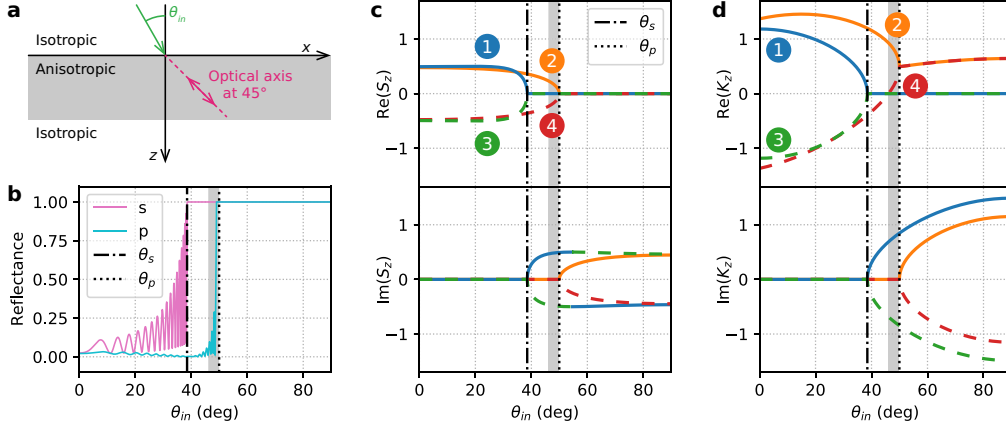 a
θin
Isotropic
x
Anisotropic
Optical axis
at 45°
Isotropic
z
b
s
p
θs
θp
1.00
0.75
0.50
0.25
0.00
Reflectance
0
20
40
60
80
θin (deg)
c
θs
θp
1
2
3
4
1
0
−1
Re(Sz)
1
0
−1
Im(Sz)
0
20
40
60
80
θin (deg)
d
1
2
3
4
1
0
−1
Re(Kz)
1
0
−1
Im(Kz)
0
20
40
60
80
θin (deg)